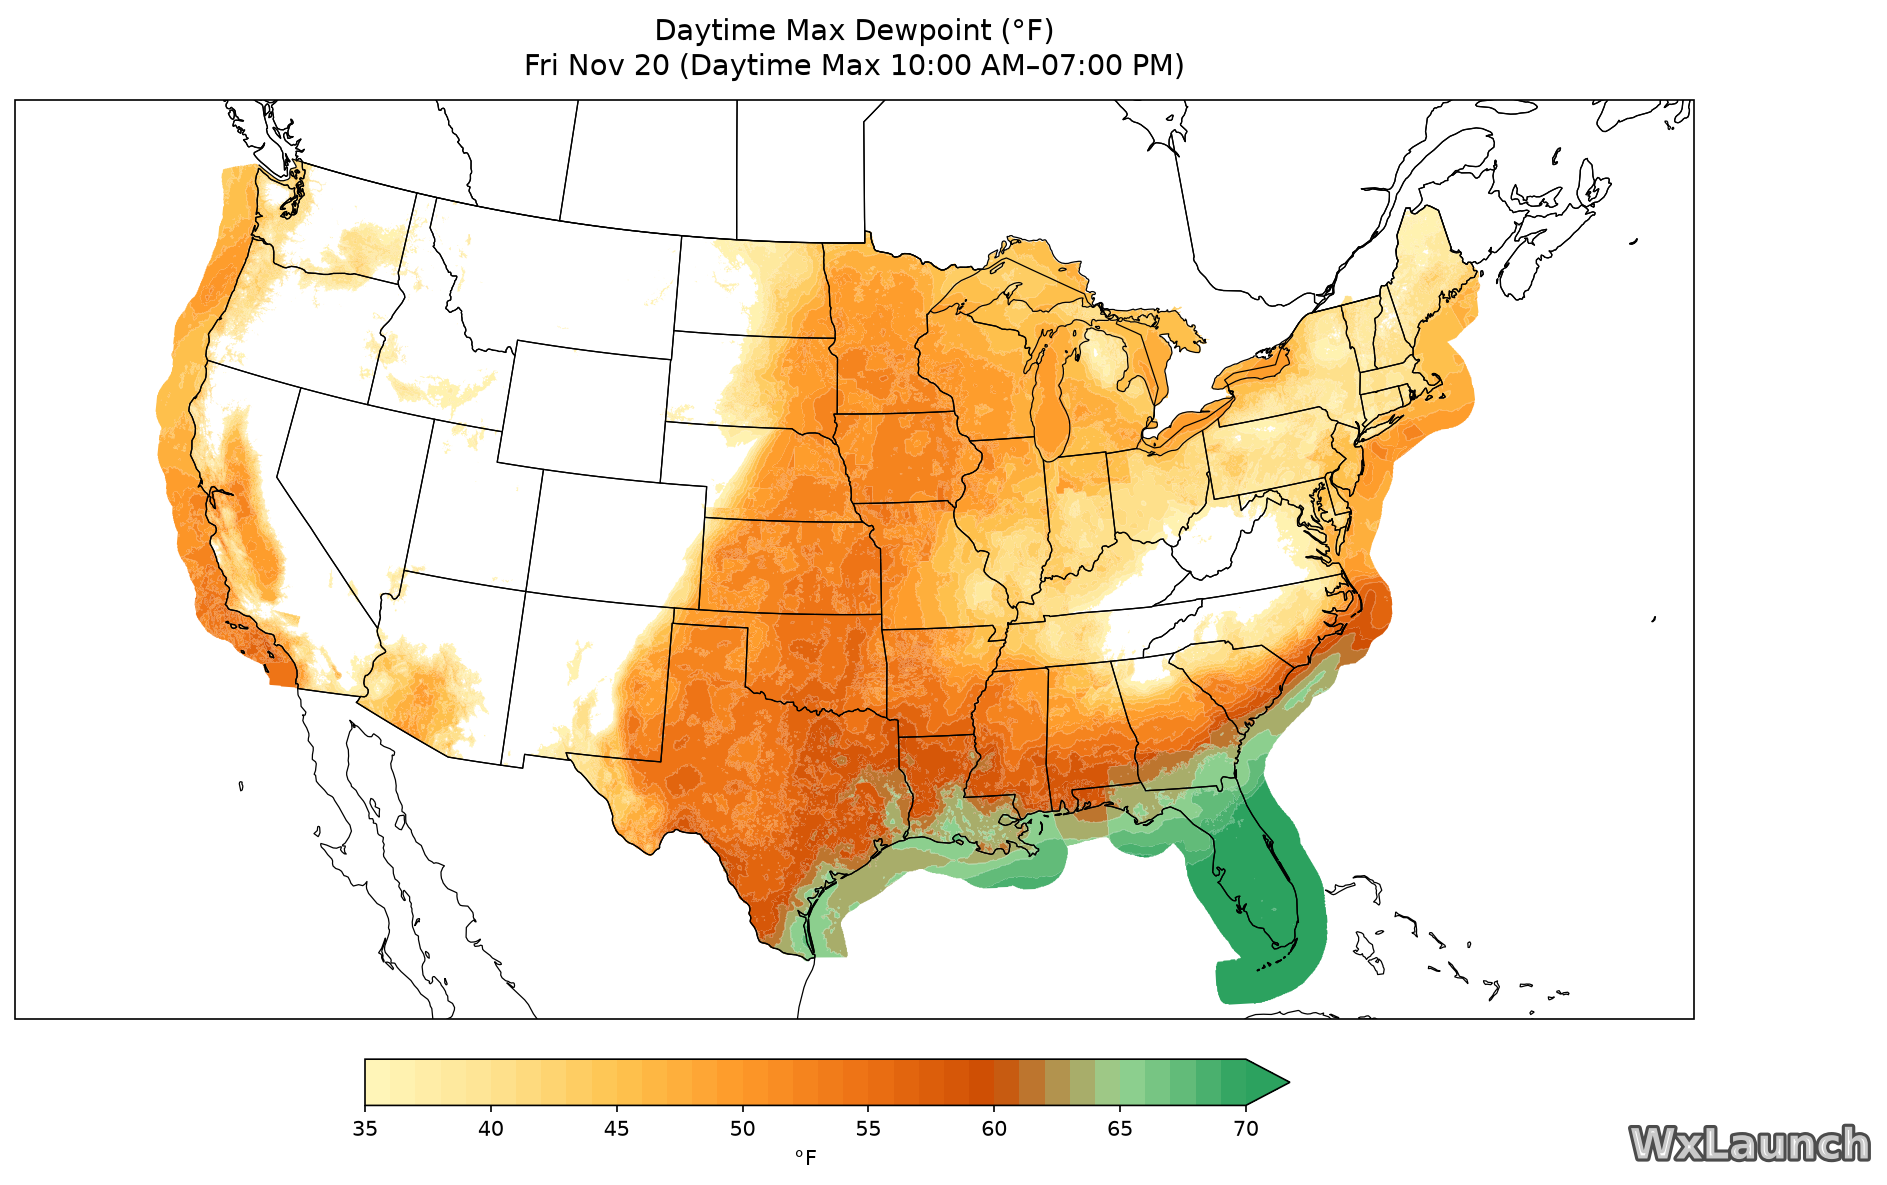 Daytime Max Dewpoint (°F)
Fri Nov 20 (Daytime Max 10:00 AM–07:00 PM)
35 40 45 50 55 60 65 70
°F
WxLaunch